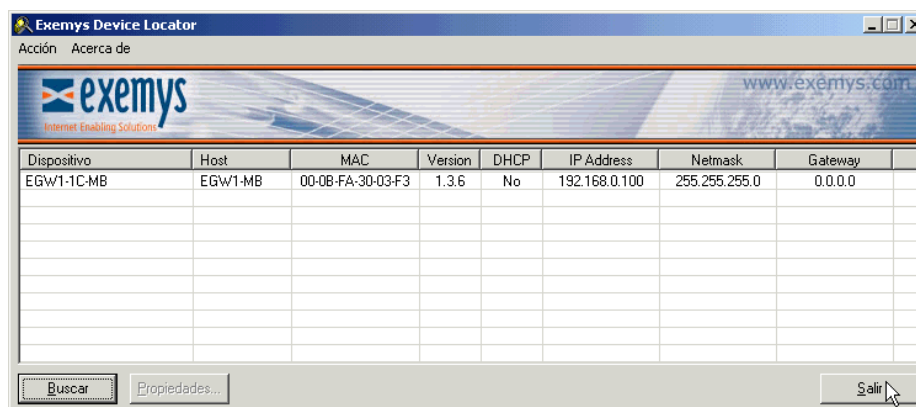 Exemys Device Locator
Acción Acerca de
exemys
www.exemys.com
Internet Enabling Solutions
Dispositivo Host MAC Version DHCP IP Address Netmask Gateway
EGW1-1C-MB EGW1-MB 00-0B-FA-30-03-F3 1.3.6 No 192.168.0.100 255.255.255.0 0.0.0.0
Buscar Propiedades... Salir